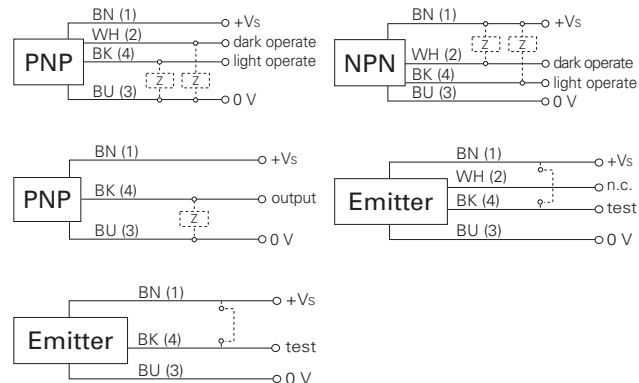 BN (1) +Vs
WH (2) dark operate
PNP BK (4) light operate
Z Z
BU (3) 0 V
BN (1) +Vs
Z Z
NPN WH (2) dark operate
BK (4) light operate
BU (3) 0 V
BN (1) +Vs
PNP BK (4) output
Z
BU (3) 0 V
BN (1) +Vs
WH (2) n.c.
Emitter BK (4) test
BU (3) 0 V
BN (1) +Vs
Emitter BK (4) test
BU (3) 0 V